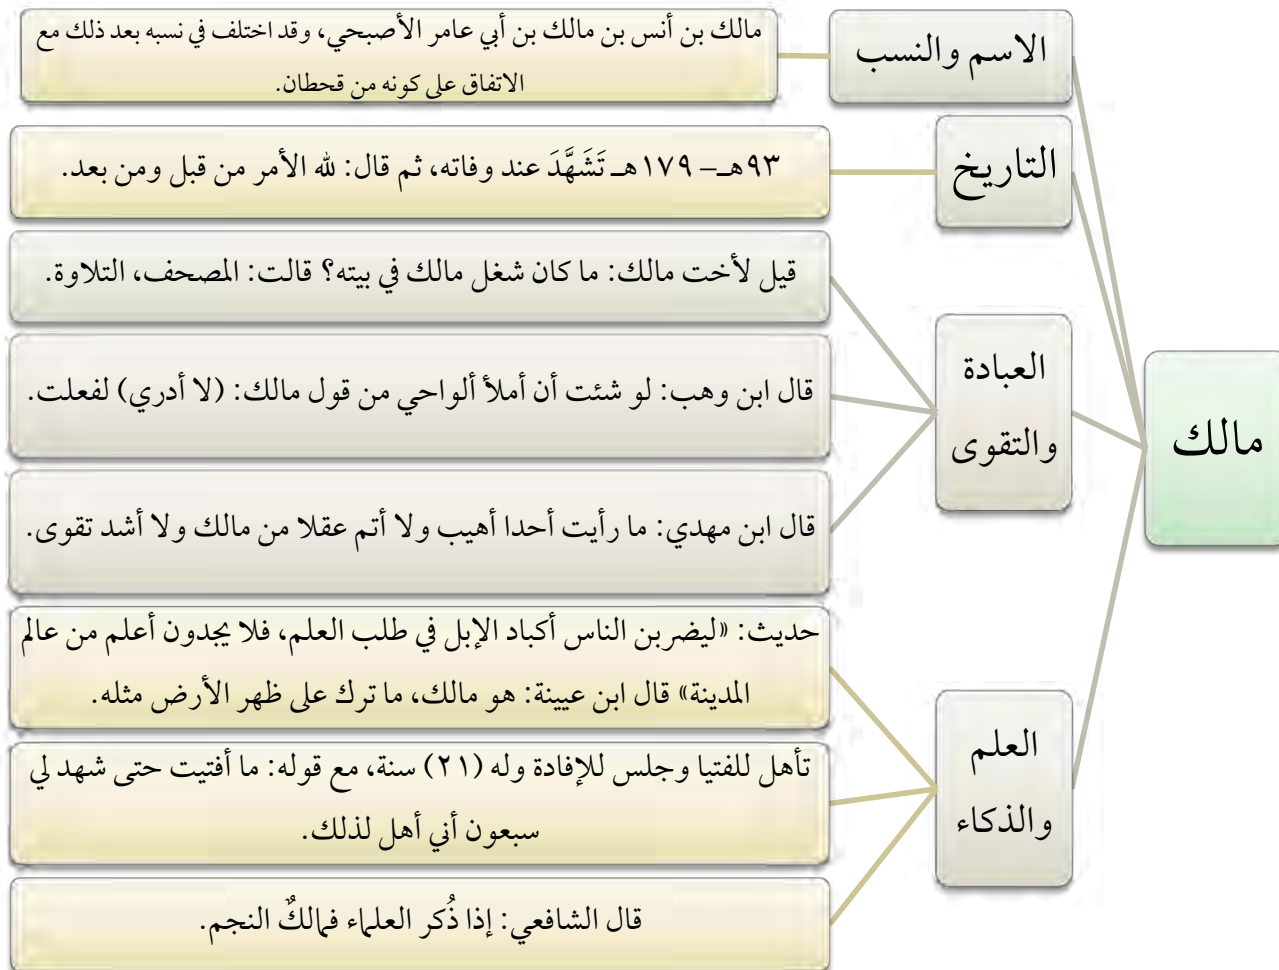 مالك
الاسم والنسب
مالك بن أنس بن مالك بن أبي عامر الأصبحي، وقد اختلف في نسبه بعد ذلك مع
الاتفاق على كونه من قحطان.
التاريخ
٩٣هـ – ١٧٩هـ تَشَهَّدَ عند وفاته، ثم قال: لله الأمر من قبل ومن بعد.
العبادة
والتقوى
قيل لأخت مالك: ما كان شغل مالك في بيته؟ قالت: المصحف، التلاوة.
قال ابن وهب: لو شئت أن أملأ ألواحي من قول مالك: (لا أدري) لفعلت.
قال ابن مهدي: ما رأيت أحدا أهيب ولا أتم عقلا من مالك ولا أشد تقوى.
العلم
والذكاء
حديث: «ليضربن الناس أكباد الإبل في طلب العلم، فلا يجدون أعلم من عالم
المدينة» قال ابن عيينة: هو مالك، ما ترك على ظهر الأرض مثله.
تأهل للفتيا وجلس للإفادة وله (٢١) سنة، مع قوله: ما أفتيت حتى شهد لي
سبعون أني أهل لذلك.
قال الشافعي: إذا ذُكر العلماء فمالكٌ النجم.